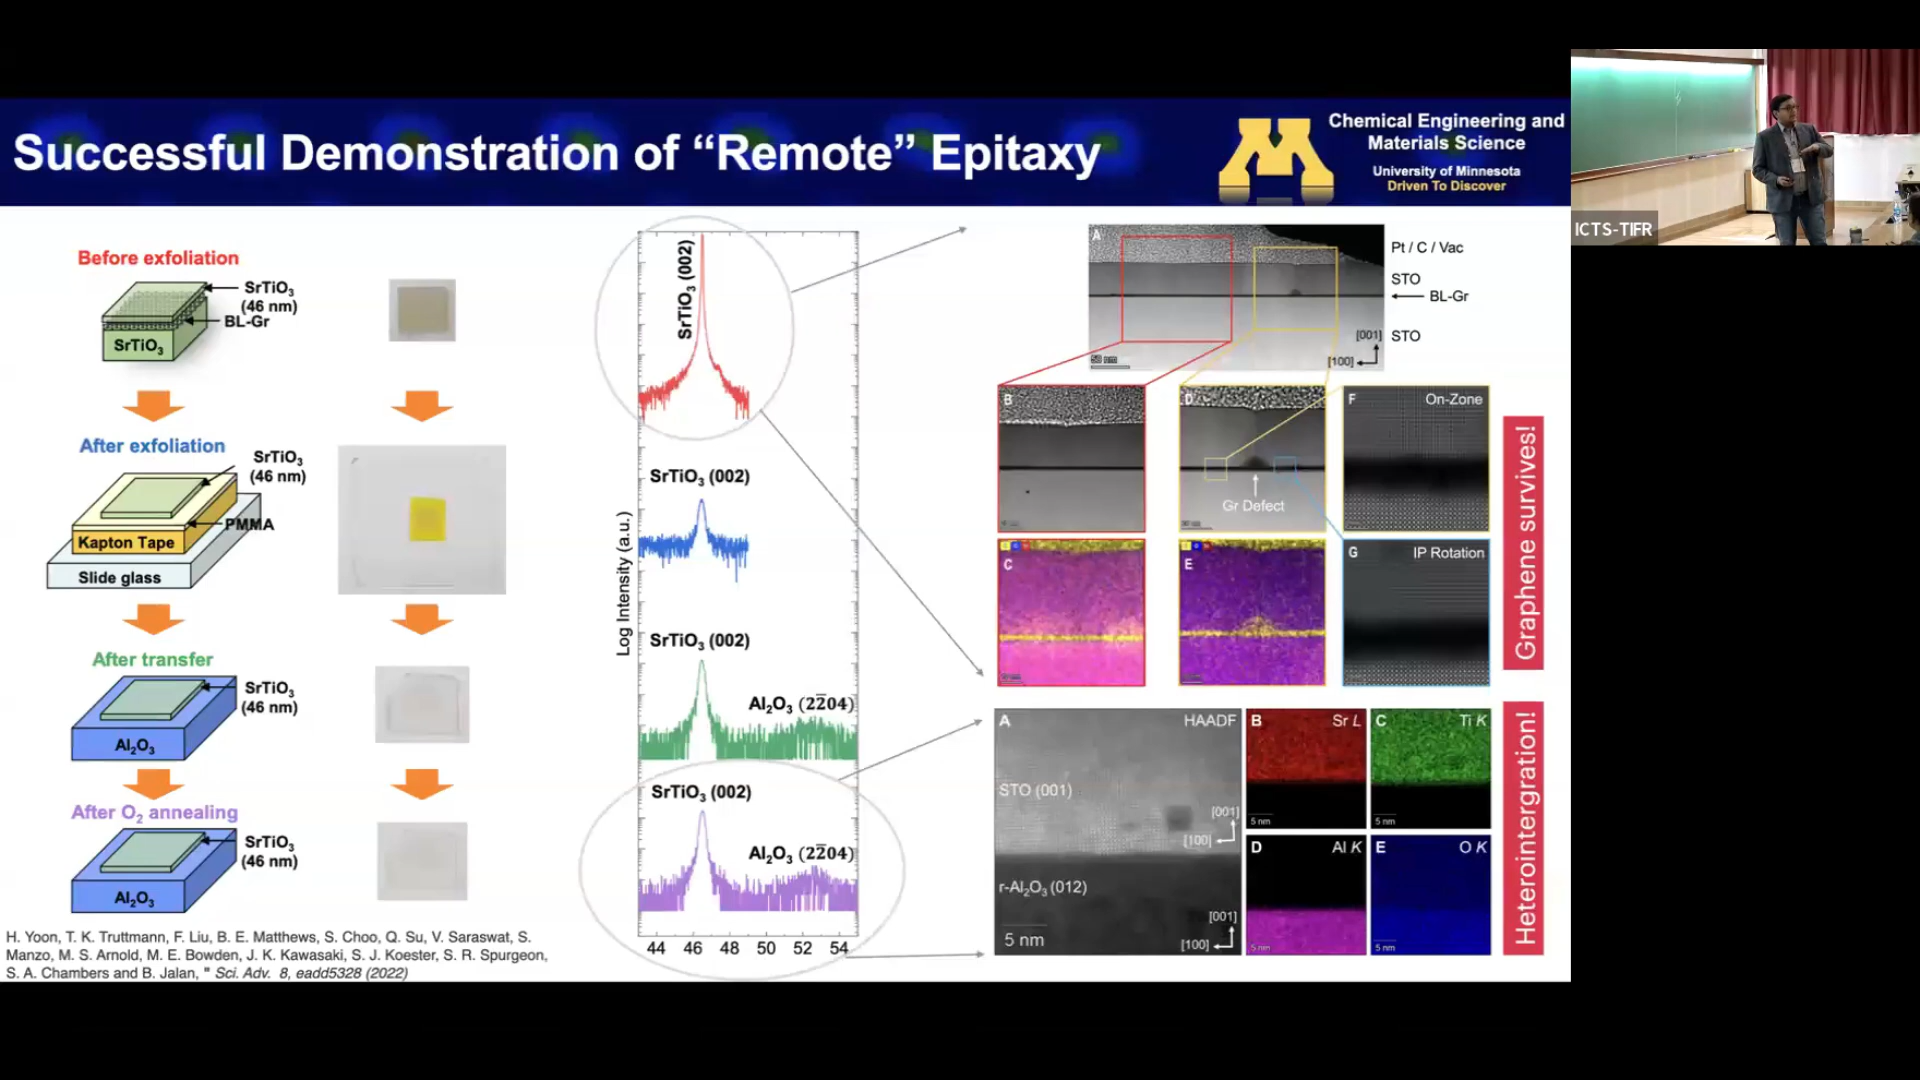 Successful Demonstration of “Remote” Epitaxy
Chemical Engineering and
Materials Science
University of Minnesota
Driven To Discover
ICTS-TIFR
Before exfoliation
SrTiO₃
(46 nm)
BL-Gr
SrTiO₃
After exfoliation
SrTiO₃
(46 nm)
PMMA
Kapton Tape
Slide glass
After transfer
SrTiO₃
(46 nm)
Al₂O₃
After O₂ annealing
SrTiO₃
(46 nm)
Al₂O₃
H. Yoon, T. K. Truttmann, F. Liu, B. E. Matthews, S. Choo, Q. Su, V. Saraswat, S.
Manzo, M. S. Arnold, M. E. Bowden, J. K. Kawasaki, S. J. Koester, S. R. Spurgeon,
S. A. Chambers and B. Jalan, " Sci. Adv. 8, eadd5328 (2022)
Log Intensity (a.u.)
SrTiO₃ (002)
SrTiO₃ (002)
SrTiO₃ (002)
Al₂O₃ (22̅04)
SrTiO₃ (002)
Al₂O₃ (22̅04)
44 46 48 50 52 54
A
Pt / C / Vac
STO
BL-Gr
[001]
STO
[100]
50 nm
B
D
Gr Defect
F
On-Zone
C
E
G
IP Rotation
Graphene survives!
A
HAADF
STO (001)
[001]
[100]
r-Al₂O₃ (012)
[001]
[100]
5 nm
B
Sr L
5 nm
C
Ti K
5 nm
D
Al K
5 nm
E
O K
5 nm
Heterointergration!